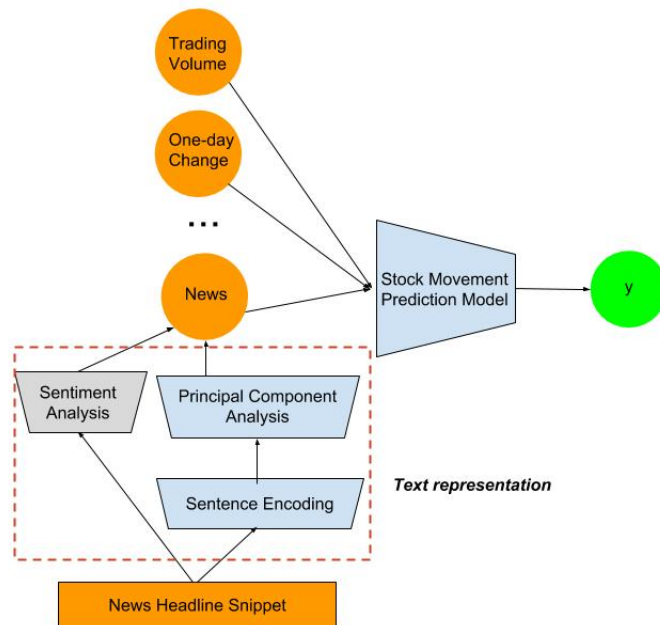 Trading
Volume
One-day
Change
...
News
Stock Movement
Prediction Model
y
Sentiment
Analysis
Principal Component
Analysis
Text representation
Sentence Encoding
News Headline Snippet